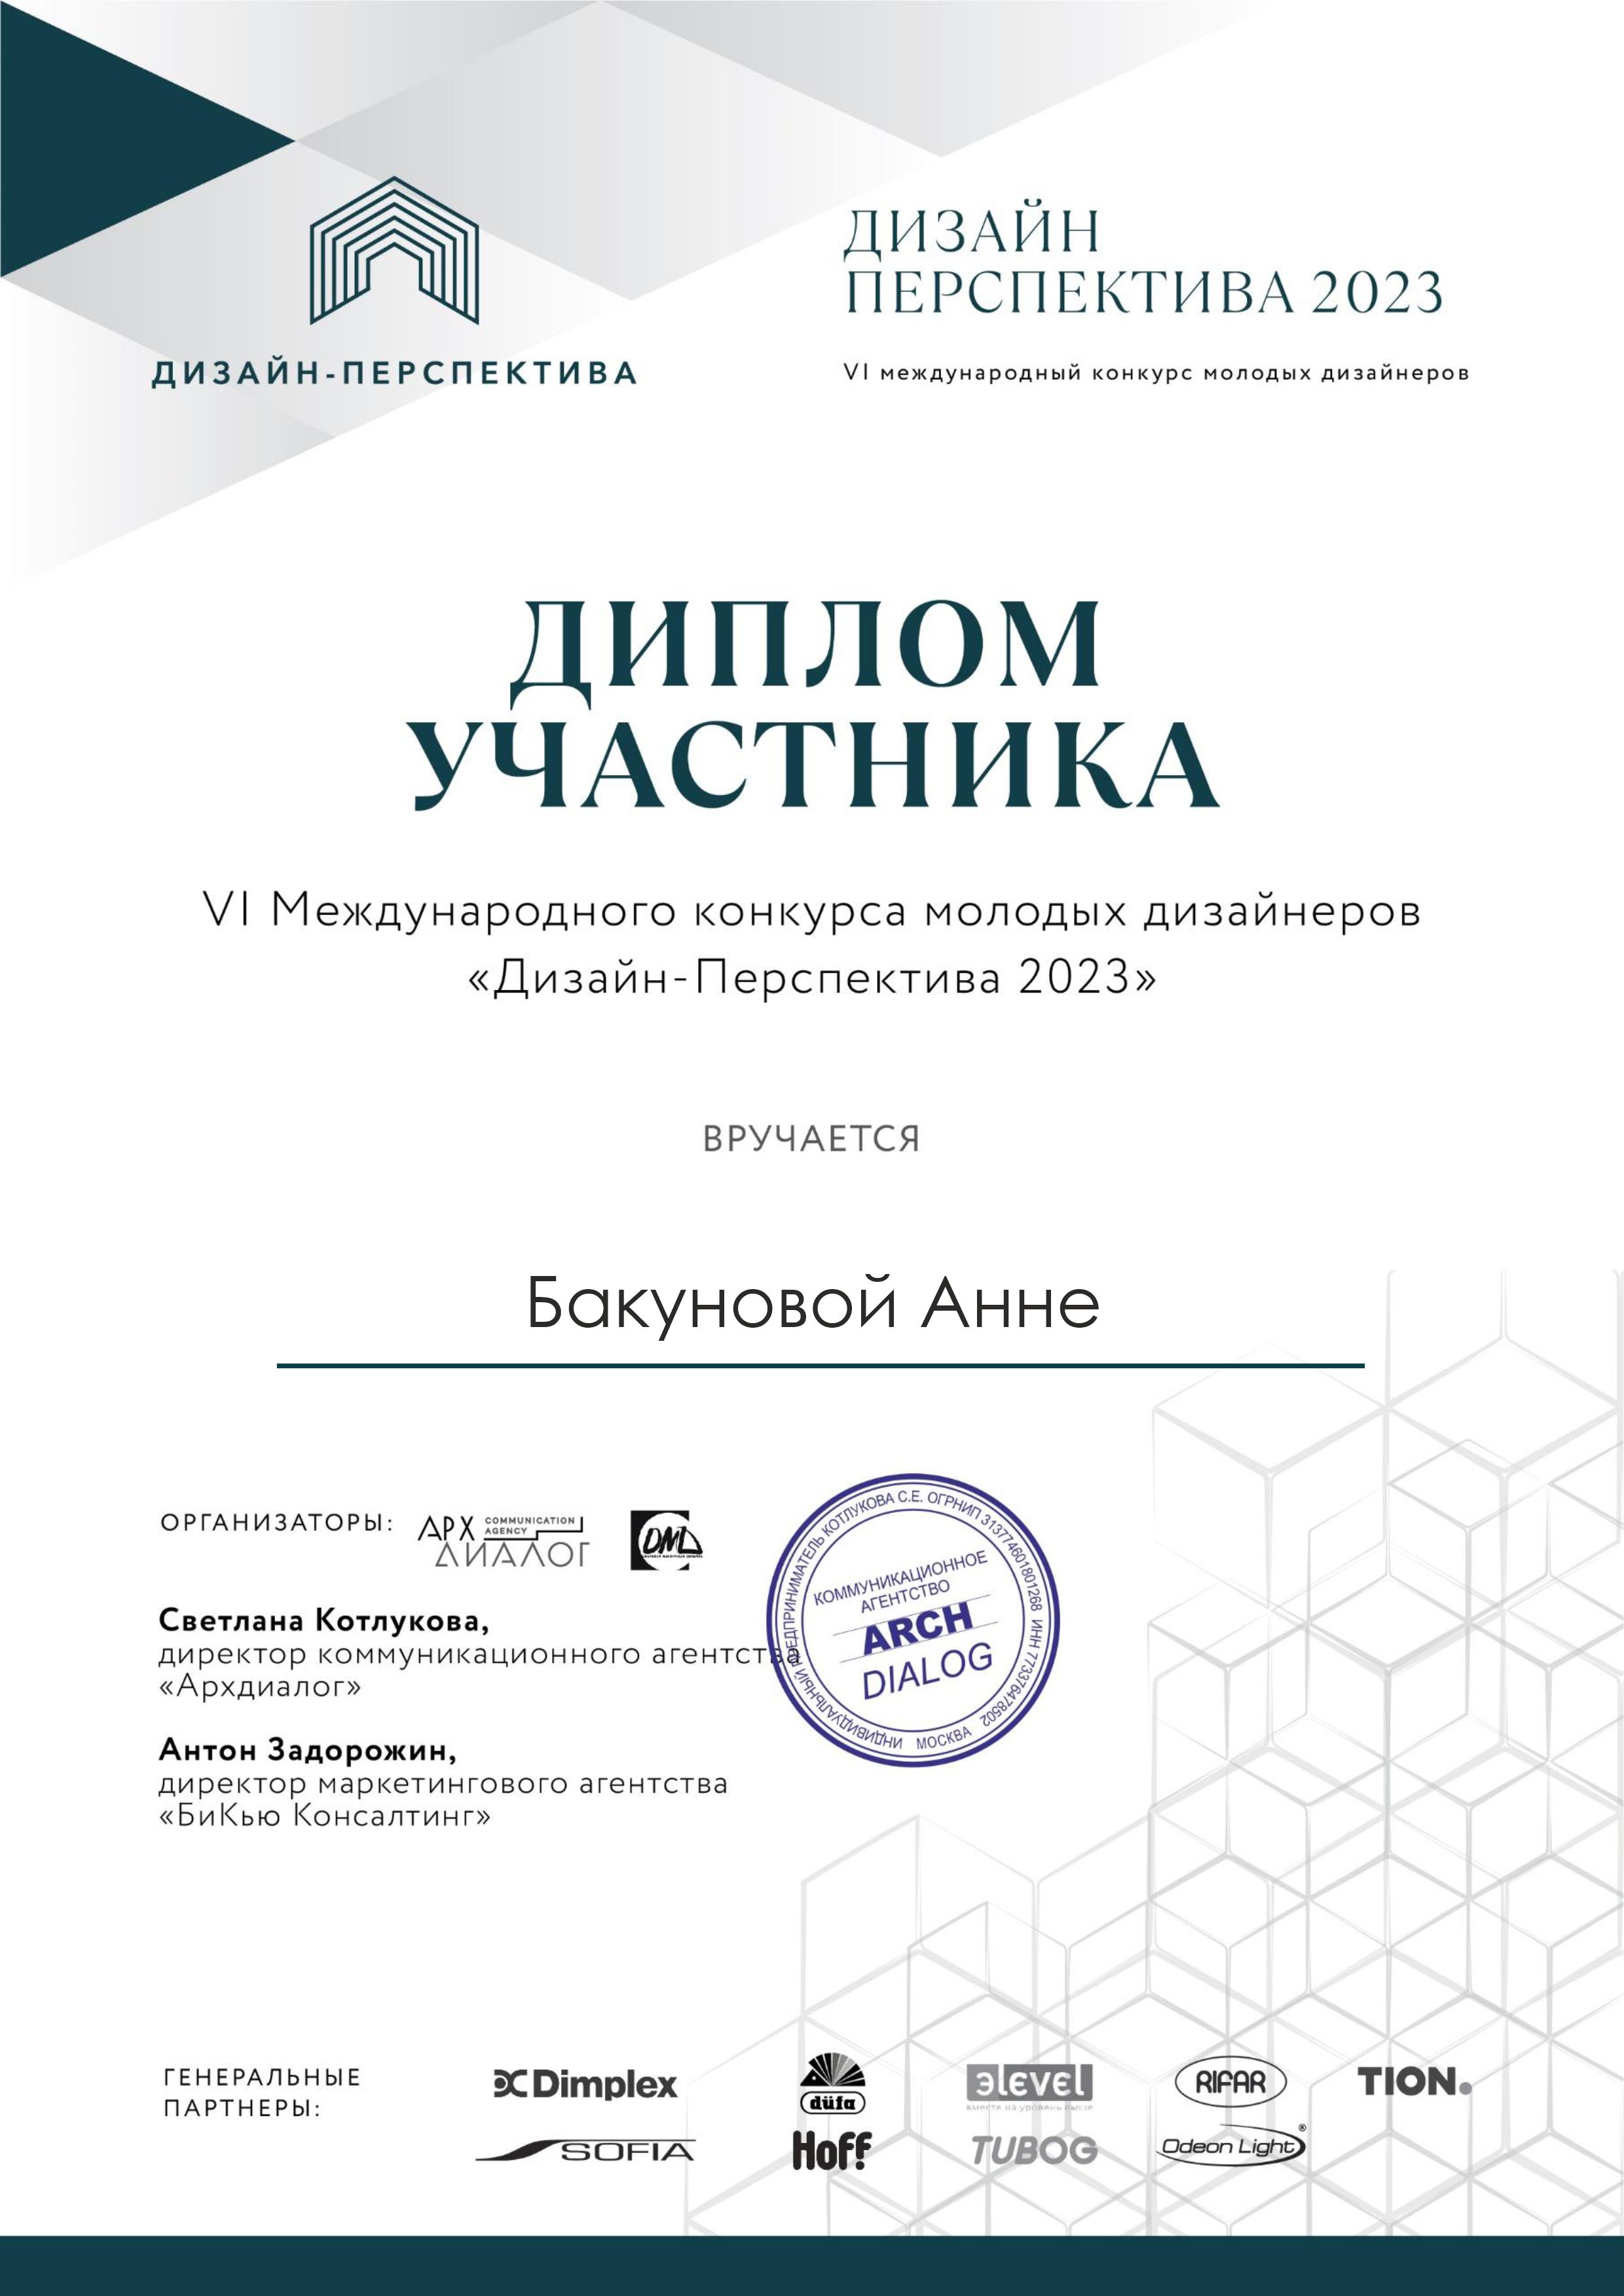 ДИЗАЙН-ПЕРСПЕКТИВА
ДИЗАЙН
ПЕРСПЕКТИВА 2023
VI международный конкурс молодых дизайнеров
ДИПЛОМ
УЧАСТНИКА
VI Международного конкурса молодых дизайнеров
«Дизайн-Перспектива 2023»
ВРУЧАЕТСЯ
Бакуновой Анне
ОРГАНИЗАТОРЫ:
АРХ COMMUNICATION
AGENCY
ДИАЛОГ
DMD
Светлана Котлукова,
директор коммуникационного агентства
«Архдиалог»
Антон Задорожин,
директор маркетингового агентства
«БиКью Консалтинг»
ИНДИВИДУАЛЬНЫЙ ПРЕДПРИНИМАТЕЛЬ КОТЛУКОВА С.Е. ОГРНИП 313774601801268 ИНН 773376478502
МОСКВА
КОММУНИКАЦИОННОЕ
АГЕНТСТВО
ARCH
DIALOG
ГЕНЕРАЛЬНЫЕ
ПАРТНЕРЫ:
Dimplex
düfa
элevel
вместе на уровень выше
RIFAR
TION.
SOFIA
Hoff
TUBOG
Odeon Light®